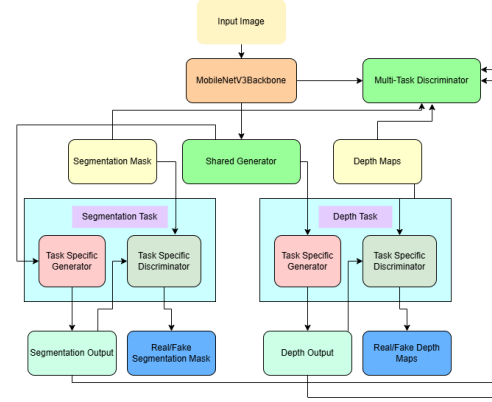 Input Image
MobileNetV3Backbone
Multi-Task Discriminator
Segmentation Mask
Shared Generator
Depth Maps
Segmentation Task
Depth Task
Task Specific
Generator
Task Specific
Discriminator
Task Specific
Generator
Task Specific
Discriminator
Segmentation Output
Real/Fake
Segmentation Mask
Depth Output
Real/Fake Depth
Maps